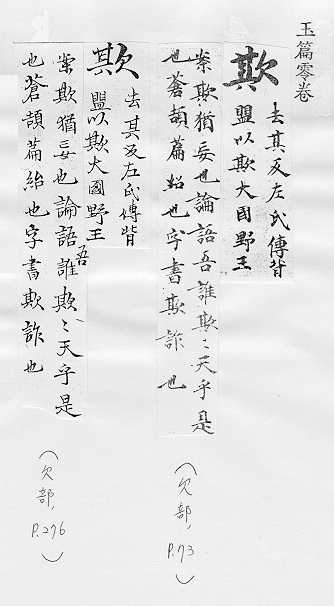 玉篇零卷
欺
去其反左氏傳背
盟以欺大國野王
案欺猶妄也論語吾誰欺〻天乎是
也蒼頡篇紿也字書欺詐也
(欠部, P.73)
欺
去其反左氏傳背
盟以欺大國野王
案欺猶妄也論語吾誰欺〻天乎是
也蒼頡篇紿也字書欺詐也
(欠部, P.276)